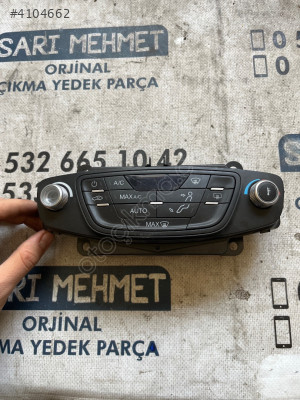 #4104662
SARI MEHMET
ORJİNAL
ÇIKMA YEDEK PARÇA
532 665 10 42
A/C
MAX A/C
AUTO
MAX
SARI MEHMET
ORJİNAL
KMA YEDEK PARÇA